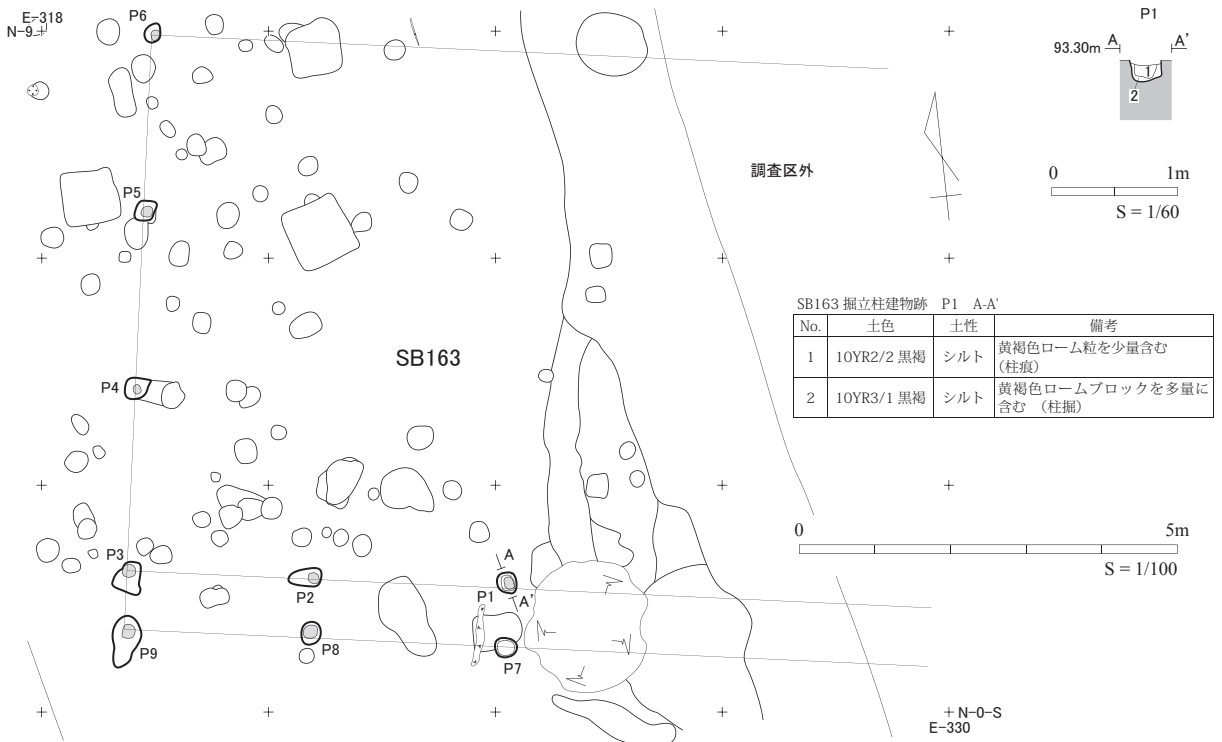 E-318
N-9
P6
P1
A A'
93.30m
1
2
0 1m
S = 1/60
調査区外
P5
SB163
P4
SB163 掘立柱建物跡 P1 A-A'
No. 土色 土性 備考
1 10YR2/2 黒褐 シルト 黄褐色ローム粒を少量含む
（柱痕）
2 10YR3/1 黒褐 シルト 黄褐色ロームブロックを多量に
含む （柱掘）
0 5m
S = 1/100
P3
A
P2
P1
A'
P9
P8
P7
N-0-S
E-330